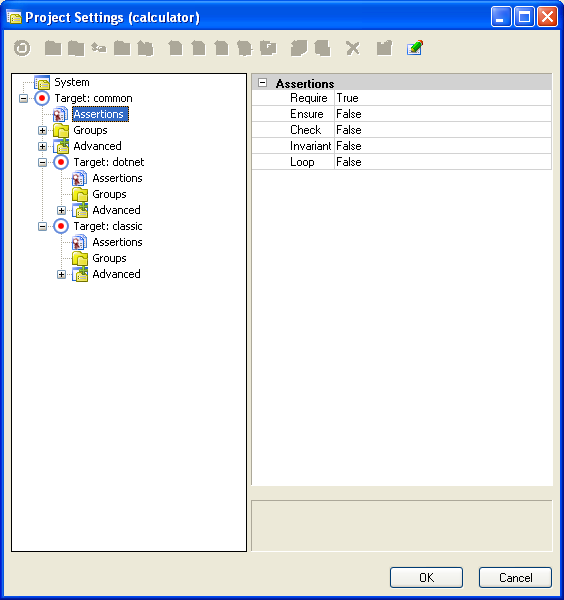 Project Settings (calculator)
System
Target: common
Assertions
Groups
Advanced
Target: dotnet
Assertions
Groups
Advanced
Target: classic
Assertions
Groups
Advanced
Assertions
Require True
Ensure False
Check False
Invariant False
Loop False
OK Cancel